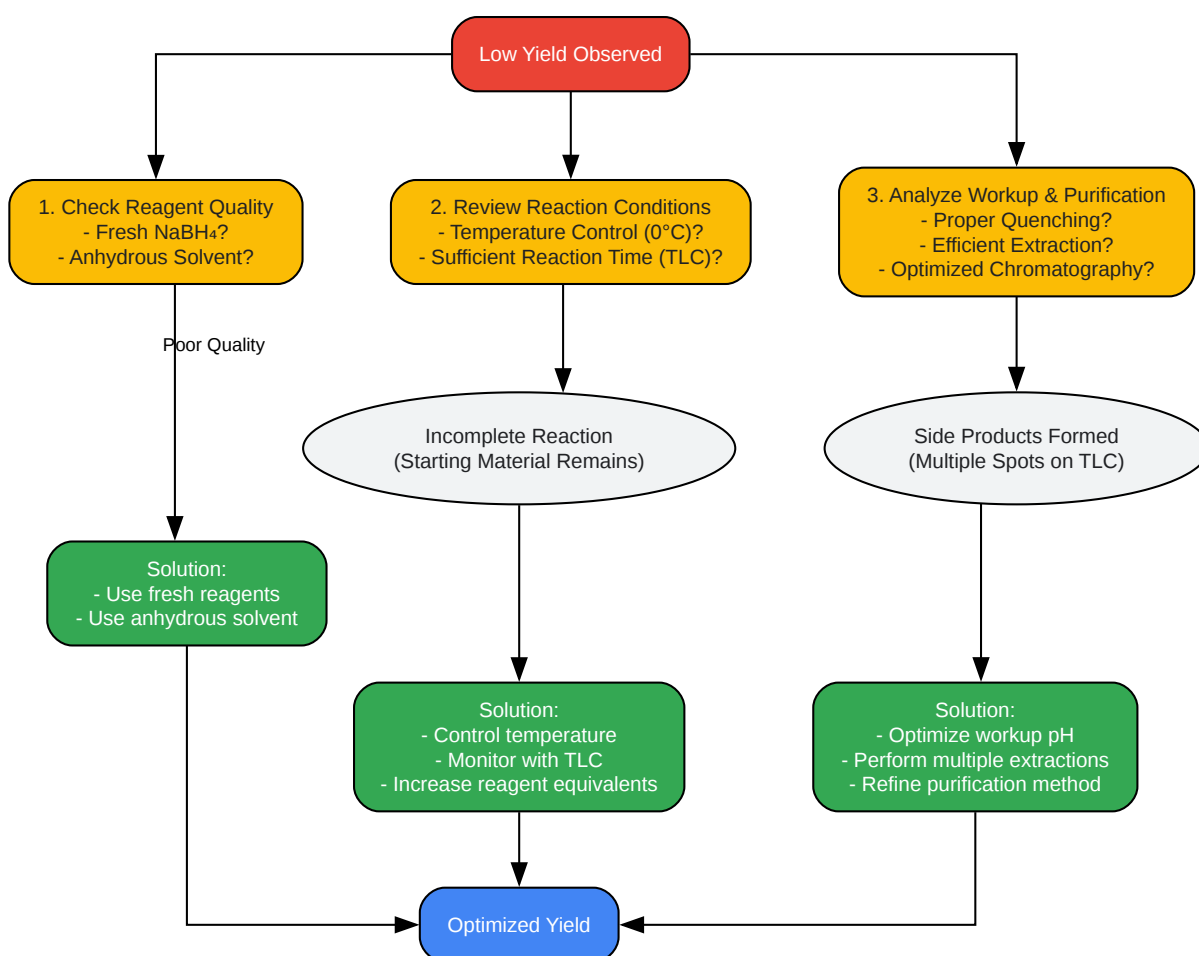 Low Yield Observed
1. Check Reagent Quality
- Fresh NaBH₄?
- Anhydrous Solvent?
2. Review Reaction Conditions
- Temperature Control (0°C)?
- Sufficient Reaction Time (TLC)?
3. Analyze Workup & Purification
- Proper Quenching?
- Efficient Extraction?
- Optimized Chromatography?
Poor Quality
Incomplete Reaction
(Starting Material Remains)
Side Products Formed
(Multiple Spots on TLC)
Solution:
- Use fresh reagents
- Use anhydrous solvent
Solution:
- Control temperature
- Monitor with TLC
- Increase reagent equivalents
Solution:
- Optimize workup pH
- Perform multiple extractions
- Refine purification method
Optimized Yield